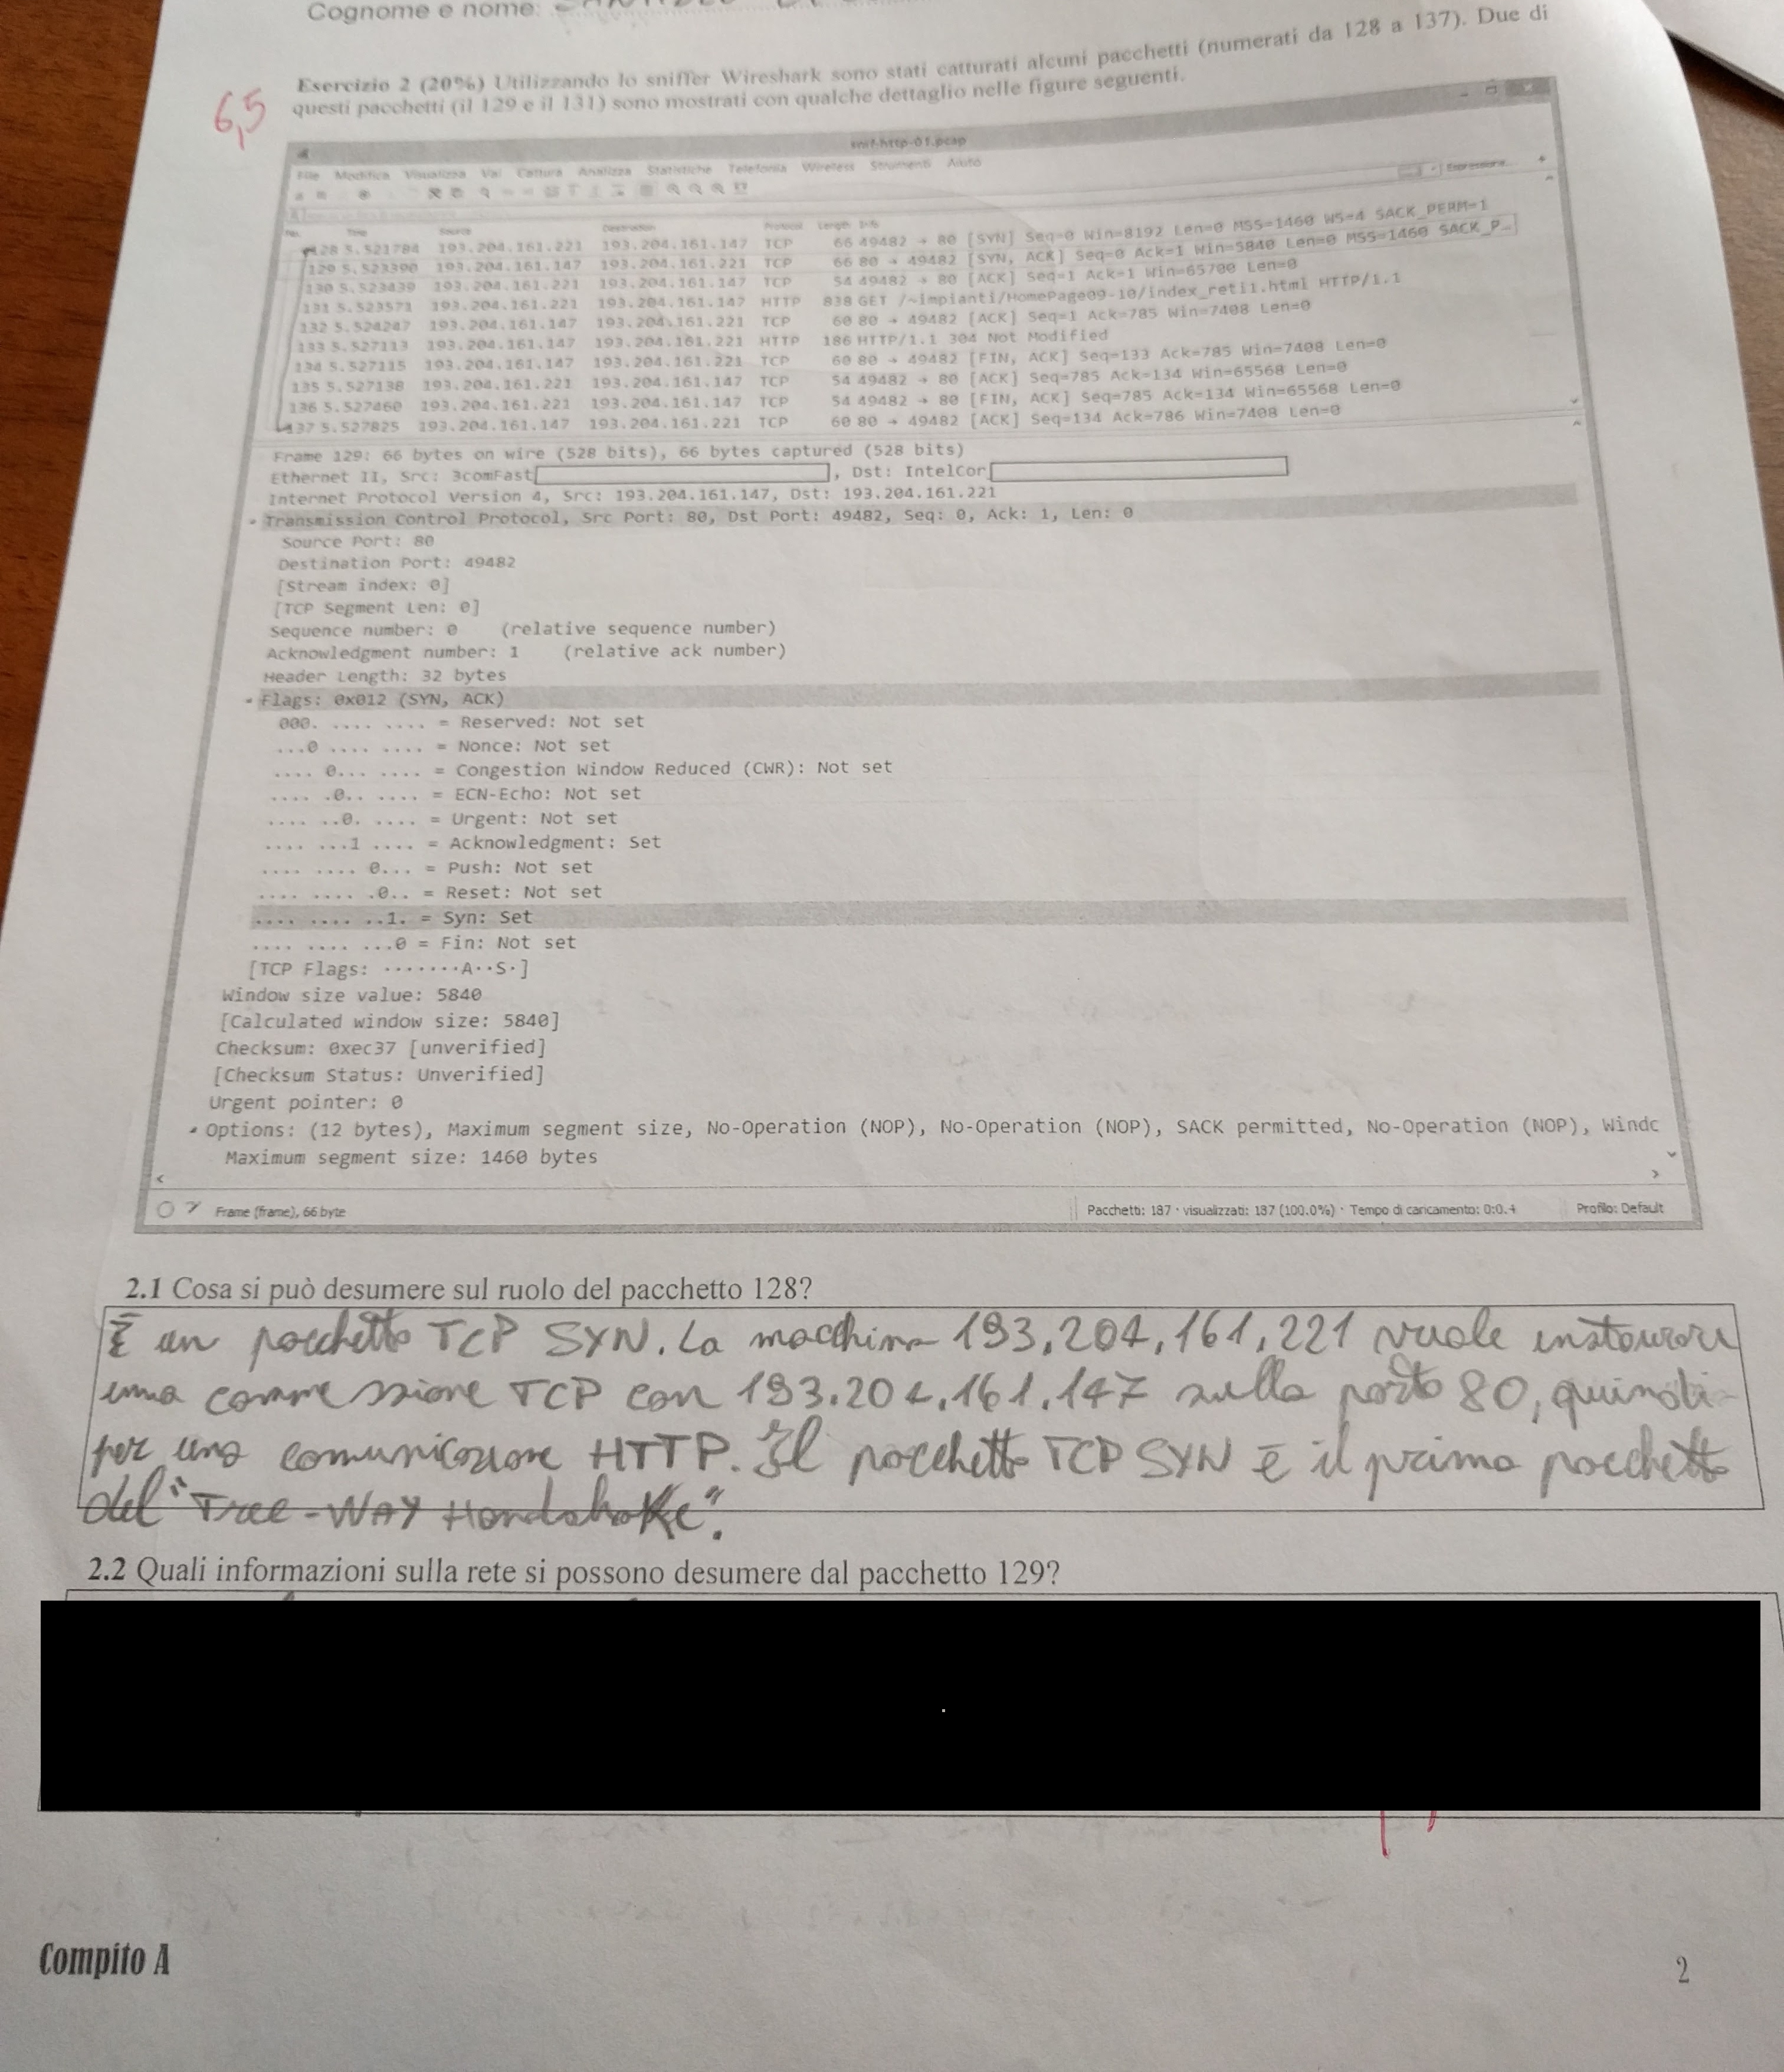 Cognome e nome:
Esercizio 2 (20%) Utilizzando lo sniffer Wireshark sono stati catturati alcuni pacchetti (numerati da 128 a 137). Due di
questi pacchetti (il 129 e il 131) sono mostrati con qualche dettaglio nelle figure seguenti.
6,5
snif-http-01.pcap
File Modifica Visualizza Vai Cattura Analizza Statistiche Telefonia Wireless Strumenti Aiuto
Espressione...
No. Time Source Destination Protocol Length Info
128 5.521784 193.204.161.221 193.204.161.147 TCP 66 49482 → 80 [SYN] Seq=0 Win=8192 Len=0 MSS=1460 WS=4 SACK_PERM=1
129 5.523390 193.204.161.147 193.204.161.221 TCP 66 80 → 49482 [SYN, ACK] Seq=0 Ack=1 Win=5840 Len=0 MSS=1460 SACK_P…
130 5.523439 193.204.161.221 193.204.161.147 TCP 54 49482 → 80 [ACK] Seq=1 Ack=1 Win=65700 Len=0
131 5.523571 193.204.161.221 193.204.161.147 HTTP 838 GET /~impianti/HomePage09-10/index_reti1.html HTTP/1.1
132 5.524247 193.204.161.147 193.204.161.221 TCP 60 80 → 49482 [ACK] Seq=1 Ack=785 Win=7408 Len=0
133 5.527113 193.204.161.147 193.204.161.221 HTTP 186 HTTP/1.1 304 Not Modified
134 5.527115 193.204.161.147 193.204.161.221 TCP 60 80 → 49482 [FIN, ACK] Seq=133 Ack=785 Win=7408 Len=0
135 5.527138 193.204.161.221 193.204.161.147 TCP 54 49482 → 80 [ACK] Seq=785 Ack=134 Win=65568 Len=0
136 5.527460 193.204.161.221 193.204.161.147 TCP 54 49482 → 80 [FIN, ACK] Seq=785 Ack=134 Win=65568 Len=0
137 5.527825 193.204.161.147 193.204.161.221 TCP 60 80 → 49482 [ACK] Seq=134 Ack=786 Win=7408 Len=0
Frame 129: 66 bytes on wire (528 bits), 66 bytes captured (528 bits)
Ethernet II, Src: 3comFast , Dst: IntelCor
Internet Protocol Version 4, Src: 193.204.161.147, Dst: 193.204.161.221
Transmission Control Protocol, Src Port: 80, Dst Port: 49482, Seq: 0, Ack: 1, Len: 0
Source Port: 80
Destination Port: 49482
[Stream index: 0]
[TCP Segment Len: 0]
Sequence number: 0 (relative sequence number)
Acknowledgment number: 1 (relative ack number)
Header Length: 32 bytes
Flags: 0x012 (SYN, ACK)
000. .... .... = Reserved: Not set
...0 .... .... = Nonce: Not set
.... 0... .... = Congestion Window Reduced (CWR): Not set
.... .0.. .... = ECN-Echo: Not set
.... ..0. .... = Urgent: Not set
.... ...1 .... = Acknowledgment: Set
.... .... 0... = Push: Not set
.... .... .0.. = Reset: Not set
.... .... ..1. = Syn: Set
.... .... ...0 = Fin: Not set
[TCP Flags: ·······A··S·]
Window size value: 5840
[Calculated window size: 5840]
Checksum: 0xec37 [unverified]
[Checksum Status: Unverified]
Urgent pointer: 0
Options: (12 bytes), Maximum segment size, No-Operation (NOP), No-Operation (NOP), SACK permitted, No-Operation (NOP), Windc
Maximum segment size: 1460 bytes
Frame (frame), 66 byte Pacchetti: 187 · visualizzati: 187 (100.0%) · Tempo di caricamento: 0:0.4 Profilo: Default
2.1 Cosa si può desumere sul ruolo del pacchetto 128?
È un pacchetto TCP SYN. La macchina 193.204.161.221 vuole instaurare
una connessione TCP con 193.204.161.147 sulla porta 80, quindi
per una comunicazione HTTP. Il pacchetto TCP SYN è il primo pacchetto
del "Tree-WAY Handshake".
2.2 Quali informazioni sulla rete si possono desumere dal pacchetto 129?
Compito A
2